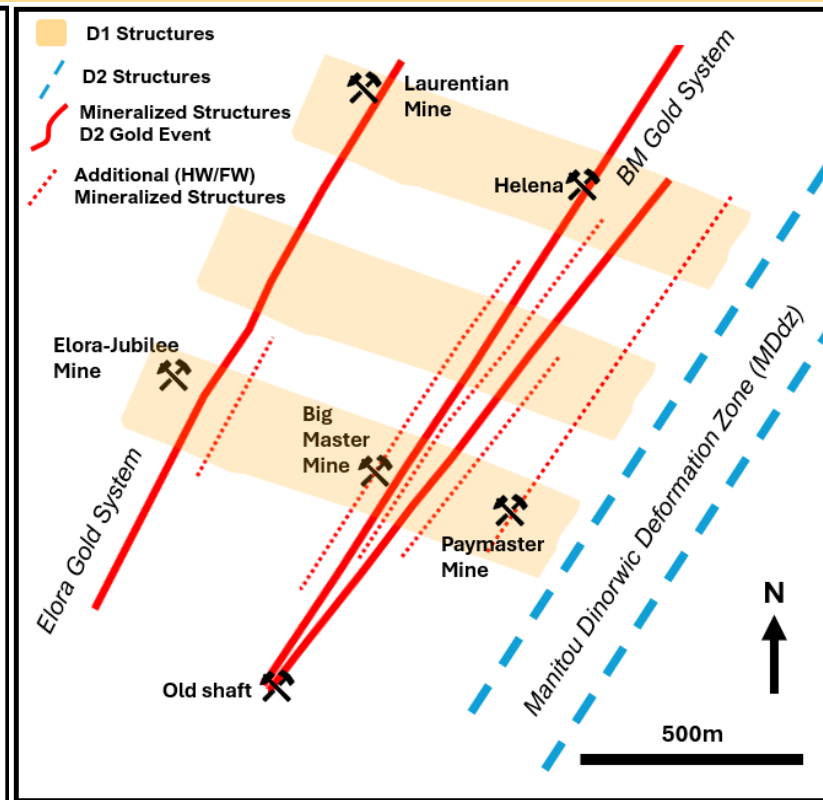 D1 Structures
D2 Structures
Mineralized Structures
D2 Gold Event
Additional (HW/FW)
Mineralized Structures
Laurentian
Mine
BM Gold System
Helena
Elora-Jubilee
Mine
Big
Master
Mine
Elora Gold System
Paymaster
Mine
Manitou Dinorwic Deformation Zone (MDdz)
N
Old shaft
500m